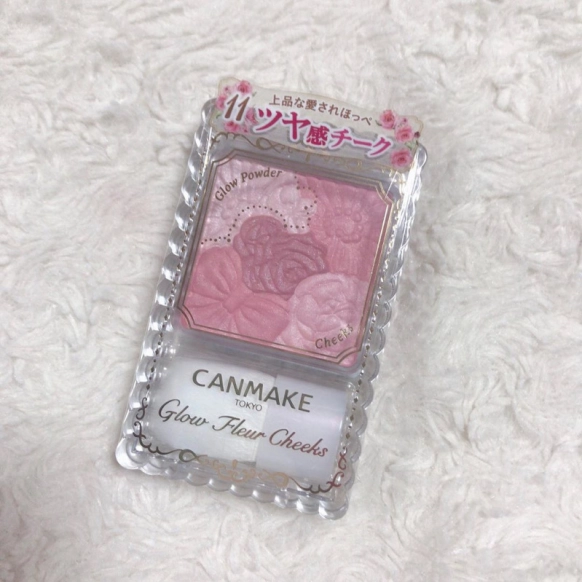 11
上品な愛されほっぺ
ツヤ感チーク
Glow Powder
Cheeks
CANMAKE
TOKYO
Glow Fleur Cheeks